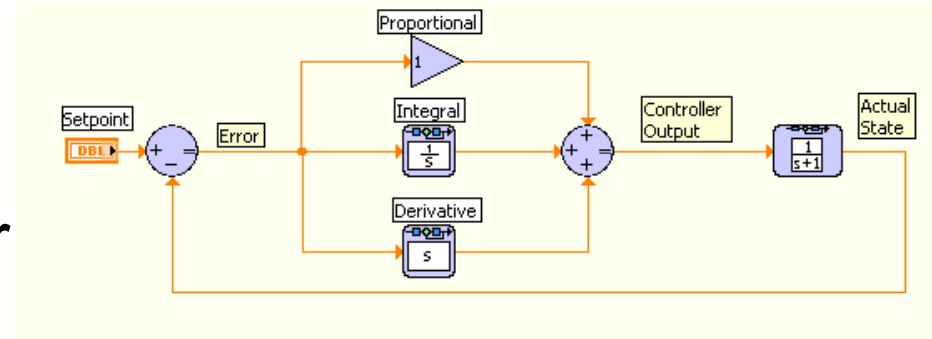 Proportional
1
Setpoint
DBL
+
−
=
Error
Integral
1
s
Derivative
s
+
+
+
=
Controller
Output
1
s+1
Actual
State
r